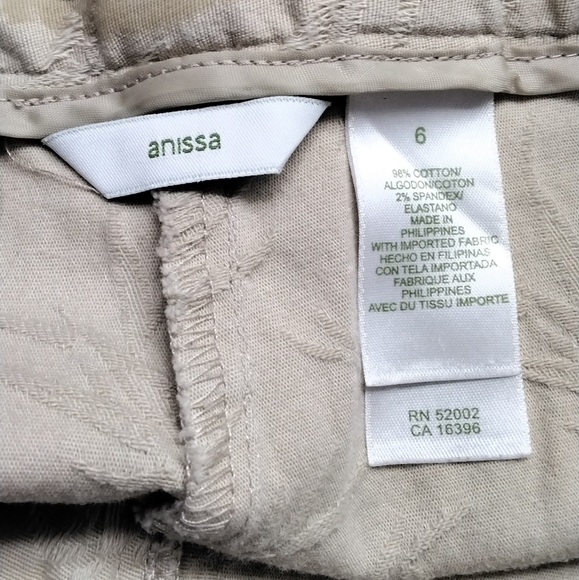 anissa
6
98% COTTON/
ALGODON/COTON
2% SPANDEX/
ELASTANO
MADE IN
PHILIPPINES
WITH IMPORTED FABRIC
HECHO EN FILIPINAS
CON TELA IMPORTADA
FABRIQUE AUX
PHILIPPINES
AVEC DU TISSU IMPORTE
RN 52002
CA 16396